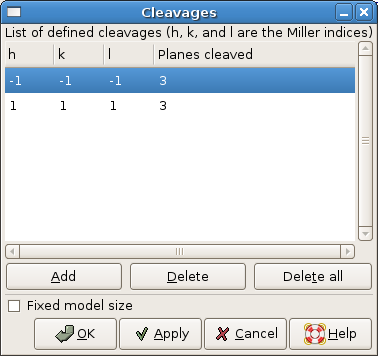 Cleavages
List of defined cleavages (h, k, and l are the Miller indices)
h k l Planes cleaved
-1 -1 -1 3
1 1 1 3
Add Delete Delete all
Fixed model size
OK Apply Cancel Help